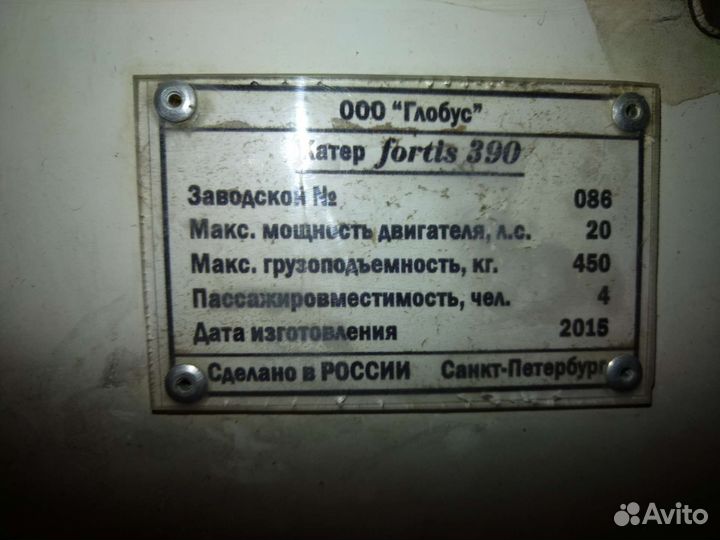 ООО "Глобус"
Катер fortis 390
Заводской № 086
Макс. мощность двигателя, л.с. 20
Макс. грузоподъемность, кг. 450
Пассажировместимость, чел. 4
Дата изготовления 2015
Сделано в РОССИИ Санкт-Петербург
Avito